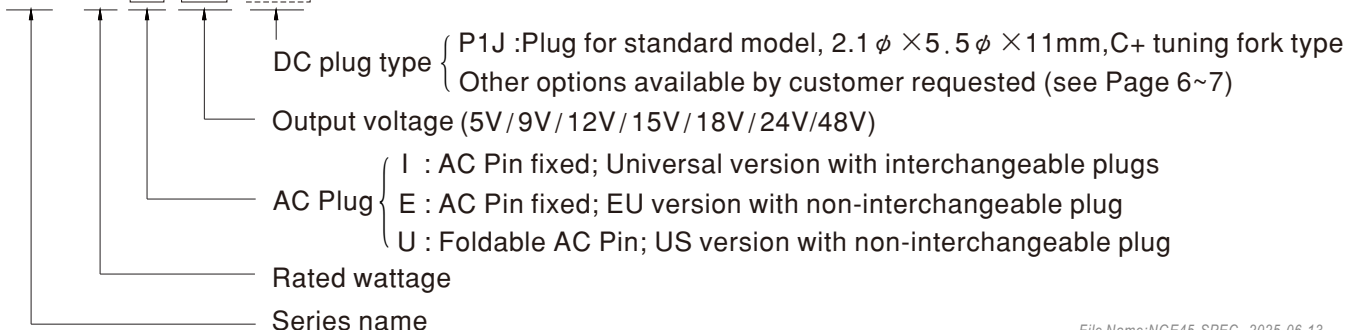 P1J :Plug for standard model, 2.1 φ ×5.5 φ ×11mm,C+ tuning fork type
DC plug type
Other options available by customer requested (see Page 6~7)
Output voltage (5V/9V/12V/15V/18V/24V/48V)
I : AC Pin fixed; Universal version with interchangeable plugs
AC Plug
E : AC Pin fixed; EU version with non-interchangeable plug
U : Foldable AC Pin; US version with non-interchangeable plug
Rated wattage
Series name
File Name:NGE45-SPEC 2025-06-13